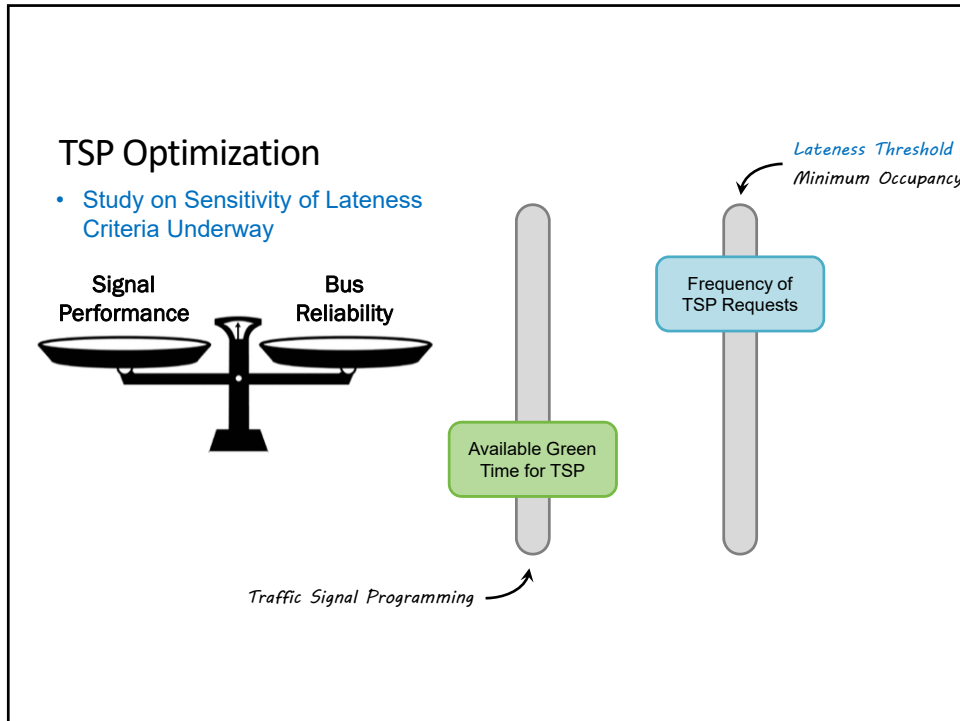 TSP Optimization
• Study on Sensitivity of Lateness
Criteria Underway
Signal
Performance
Bus
Reliability
Lateness Threshold
Minimum Occupancy
Frequency of
TSP Requests
Available Green
Time for TSP
Traffic Signal Programming